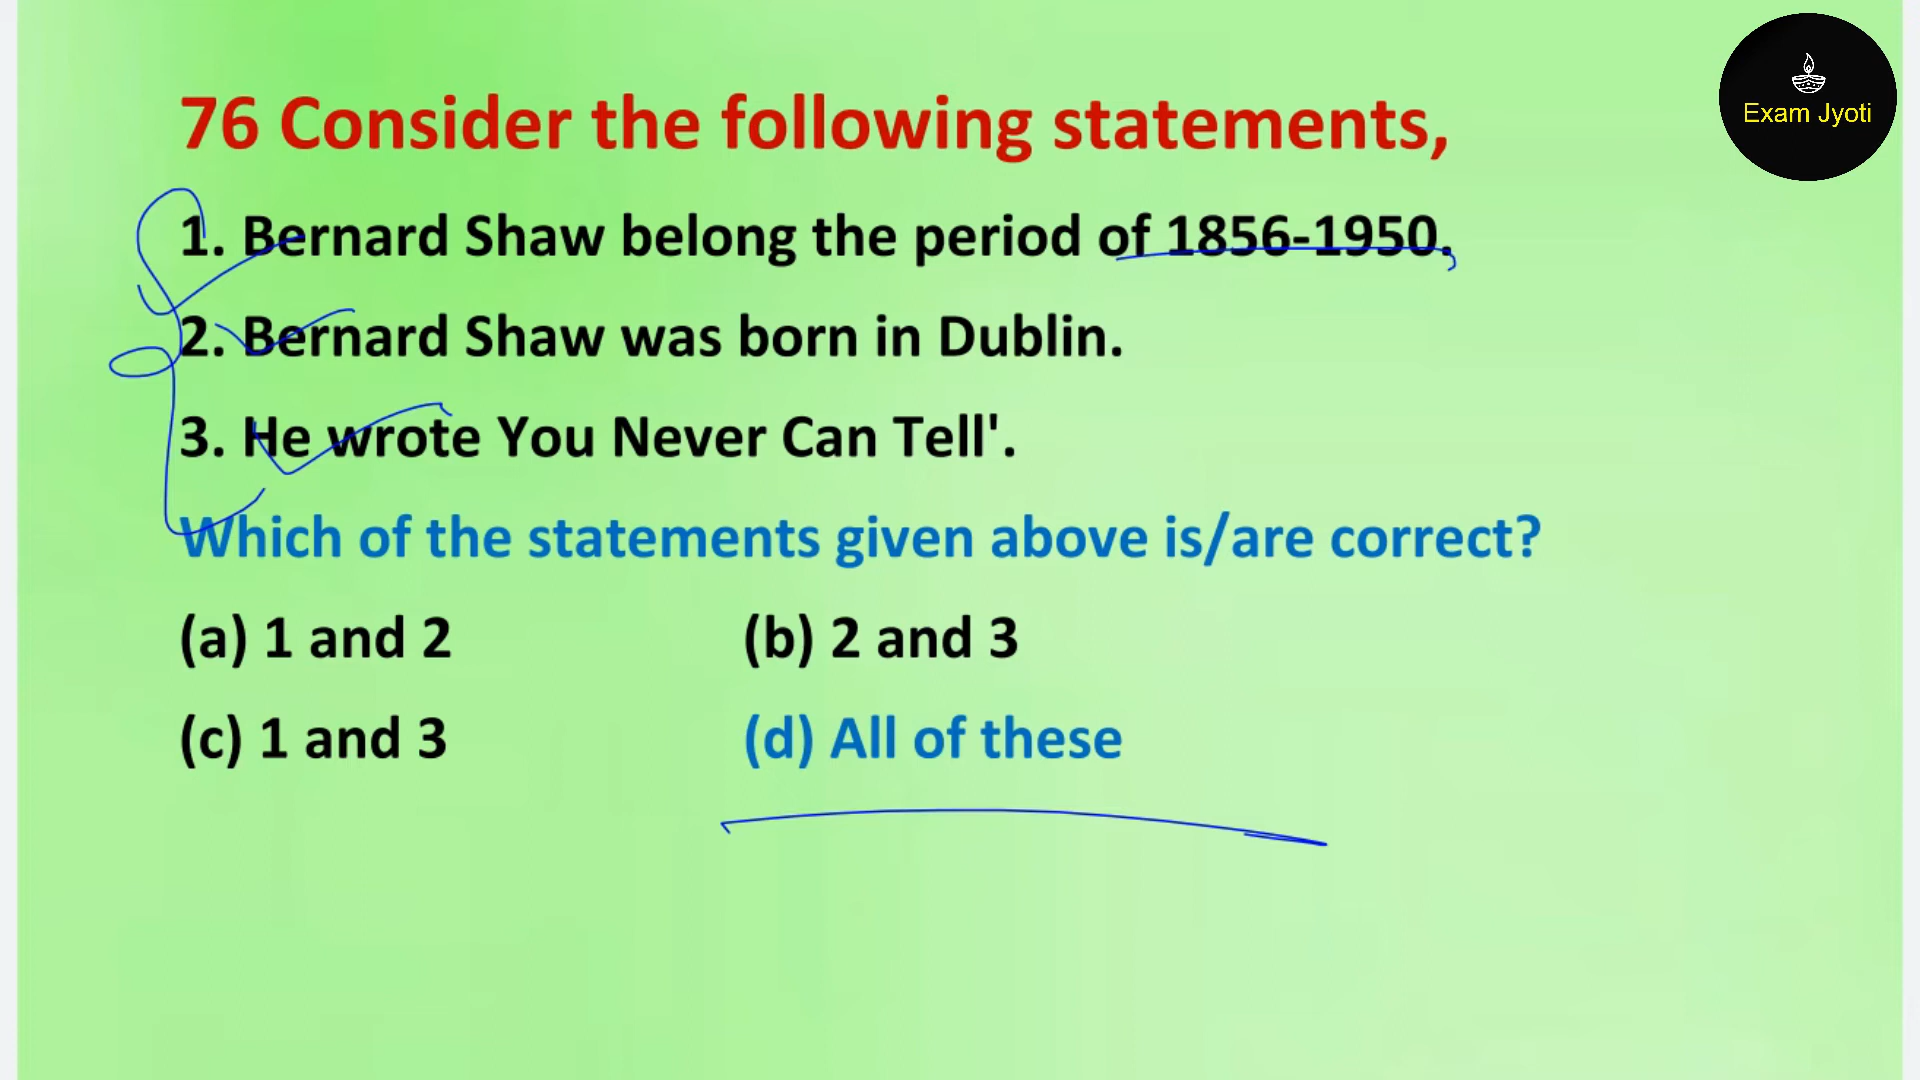 76 Consider the following statements,
1. Bernard Shaw belong the period of 1856-1950.
2. Bernard Shaw was born in Dublin.
3. He wrote You Never Can Tell'.
Which of the statements given above is/are correct?
(a) 1 and 2 (b) 2 and 3
(c) 1 and 3 (d) All of these
Exam Jyoti